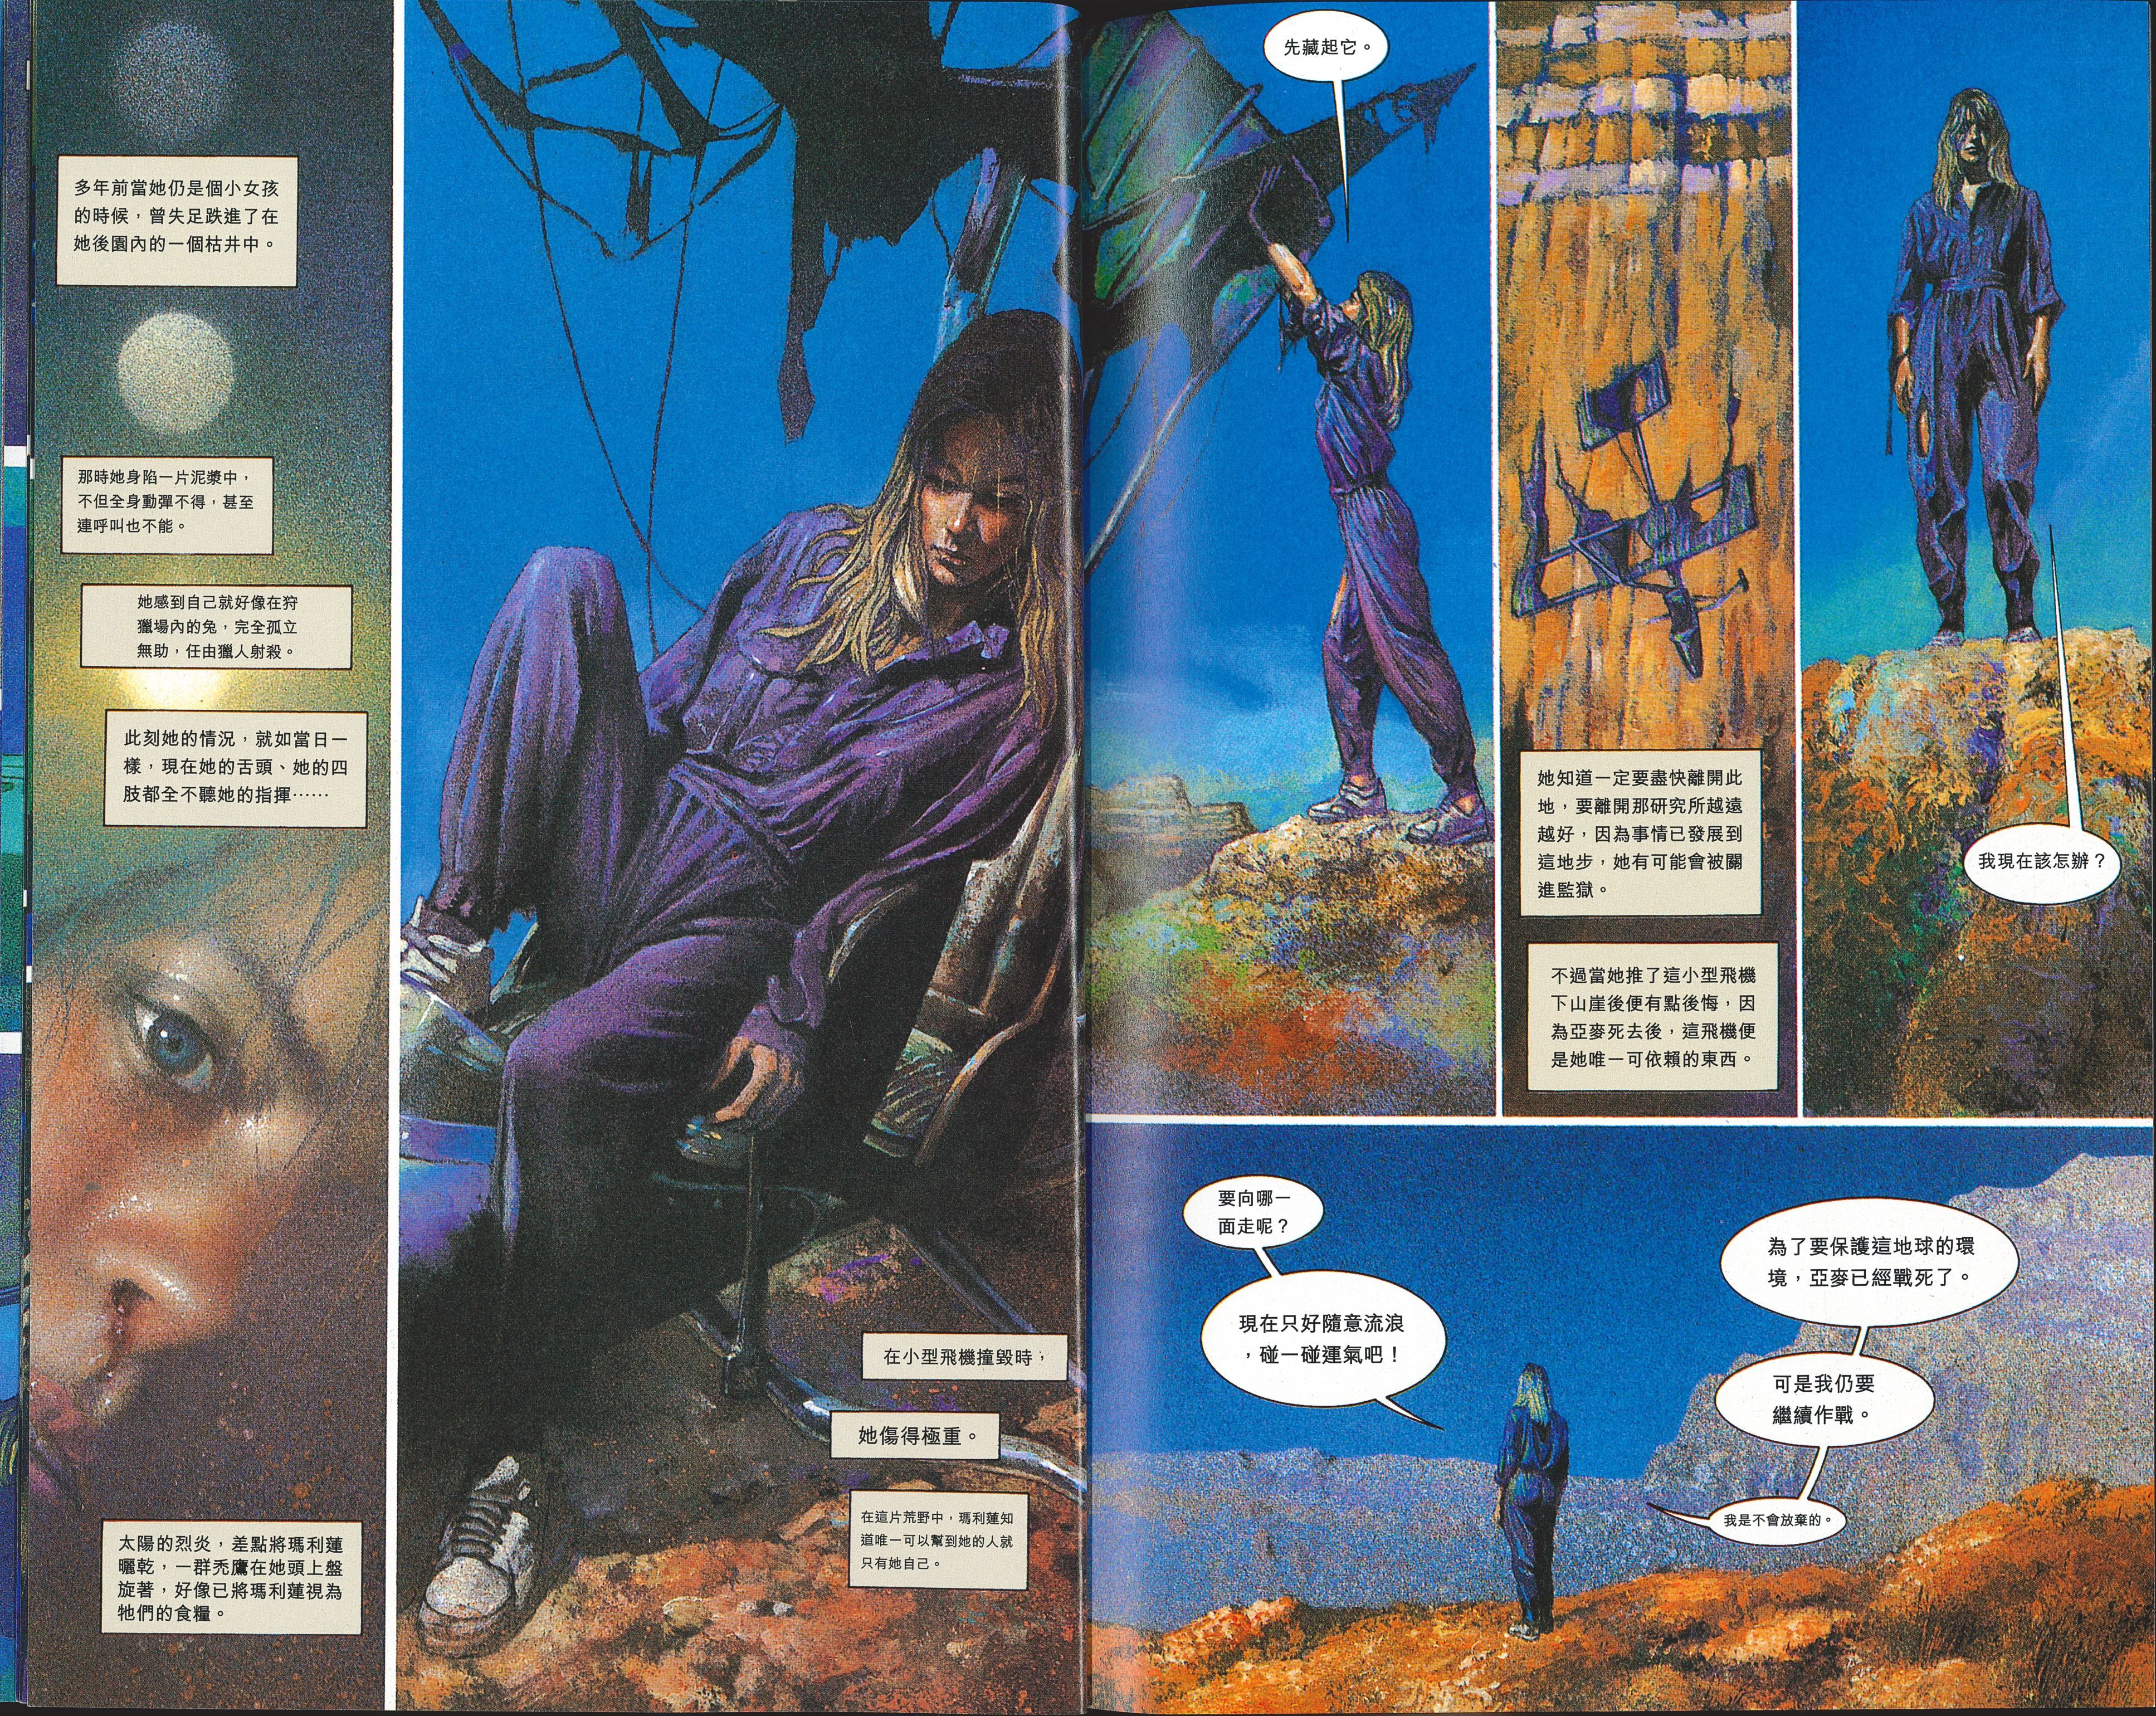 多年前當她仍是個小女孩
的時候，曾失足跌進了在
她後園內的一個枯井中。
那時她身陷一片泥漿中，
不但全身動彈不得，甚至
連呼叫也不能。
她感到自己就好像在狩
獵場內的兔，完全孤立
無助，任由獵人射殺。
此刻她的情況，就如當日一
樣，現在她的舌頭、她的四
肢都全不聽她的指揮……
太陽的烈炎，差點將瑪利蓮
曬乾，一群禿鷹在她頭上盤
旋著，好像已將瑪利蓮視為
牠們的食糧。
在小型飛機撞毀時，
她傷得極重。
在這片荒野中，瑪利蓮知
道唯一可以幫到她的人就
只有她自己。
先藏起它。
她知道一定要盡快離開此
地，要離開那研究所越遠
越好，因為事情已發展到
這地步，她有可能會被關
進監獄。
不過當她推了這小型飛機
下山崖後便有點後悔，因
為亞麥死去後，這飛機便
是她唯一可依賴的東西。
我現在該怎辦？
要向哪一
面走呢？
現在只好隨意流浪
，碰一碰運氣吧！
為了要保護這地球的環
境，亞麥已經戰死了。
可是我仍要
繼續作戰。
我是不會放棄的。